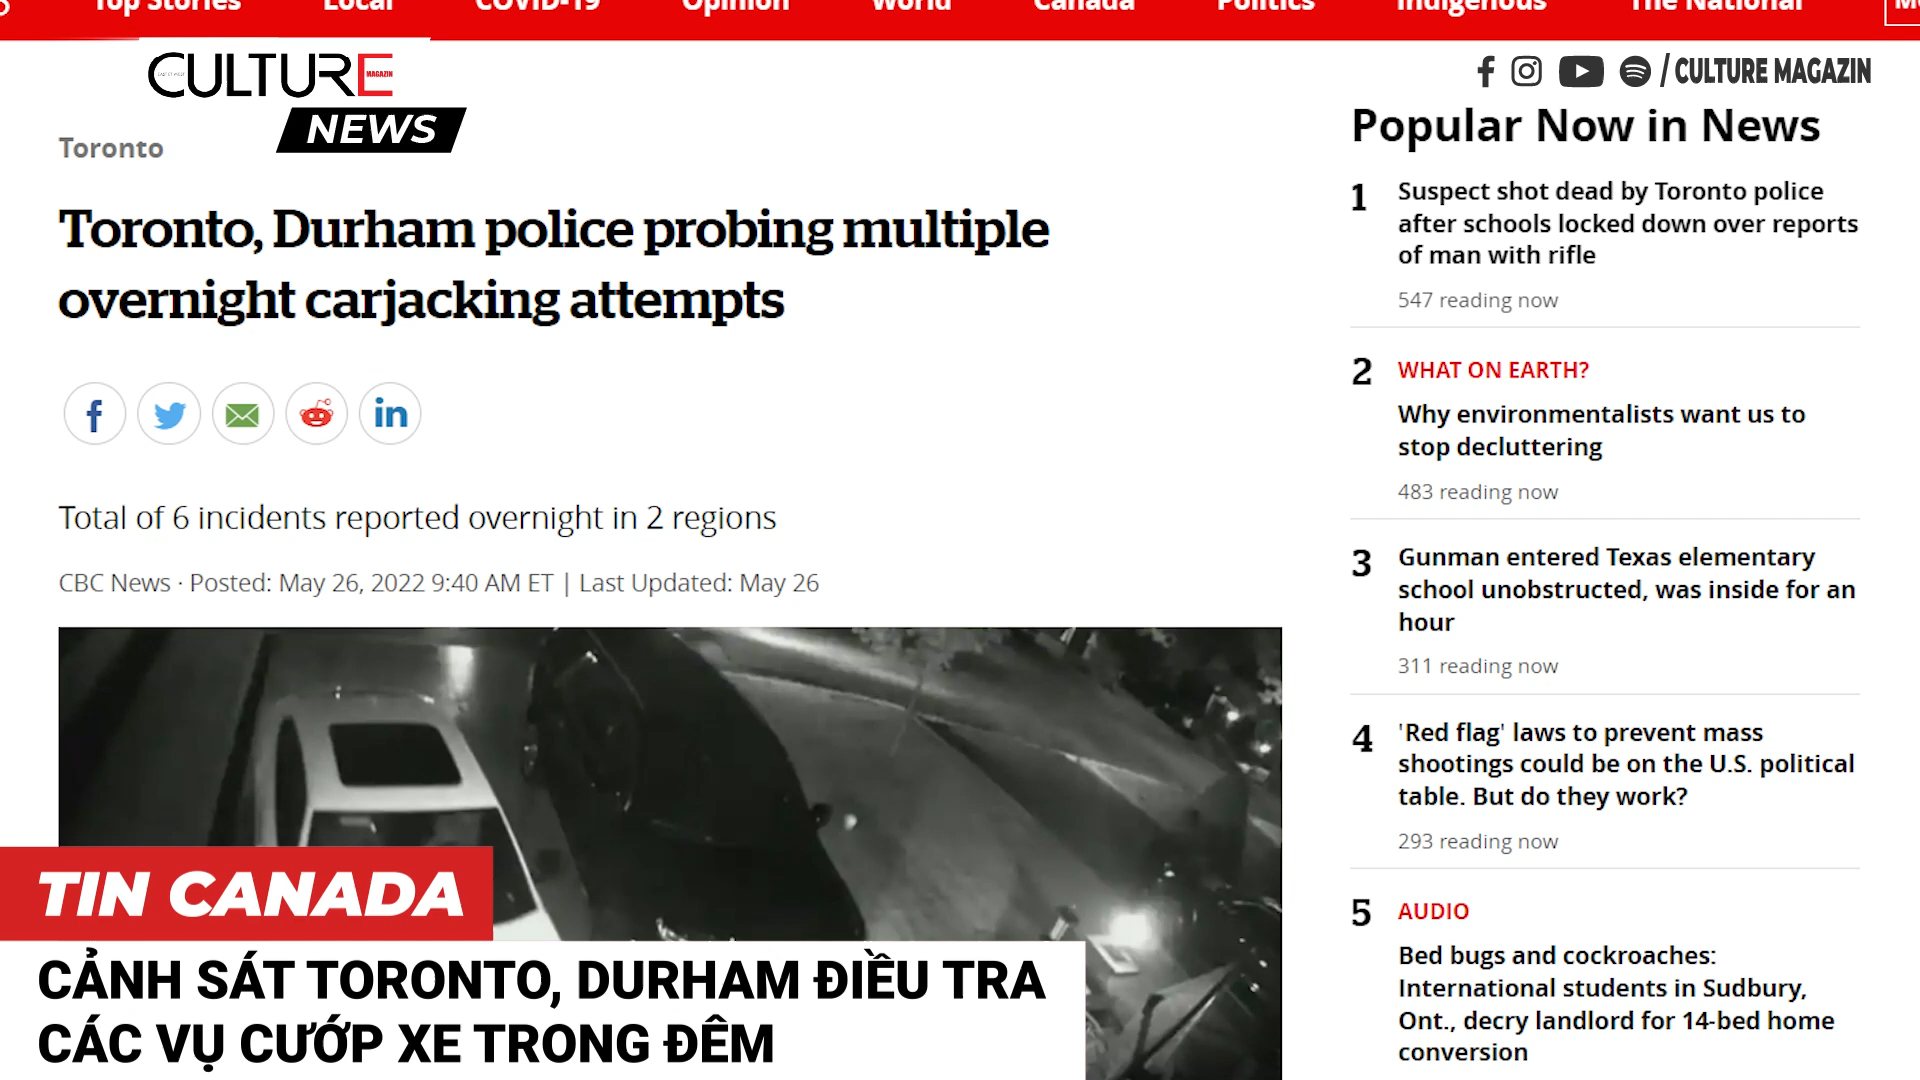 Top Stories Local COVID-19 Opinion World Canada Politics Indigenous The National
CULTURE
MAGAZIN
NEWS
/ CULTURE MAGAZIN
Toronto
Toronto, Durham police probing multiple
overnight carjacking attempts
Total of 6 incidents reported overnight in 2 regions
CBC News · Posted: May 26, 2022 9:40 AM ET | Last Updated: May 26
Popular Now in News
1 Suspect shot dead by Toronto police
after schools locked down over reports
of man with rifle
547 reading now
2 WHAT ON EARTH?
Why environmentalists want us to
stop decluttering
483 reading now
3 Gunman entered Texas elementary
school unobstructed, was inside for an
hour
311 reading now
4 'Red flag' laws to prevent mass
shootings could be on the U.S. political
table. But do they work?
293 reading now
5 AUDIO
Bed bugs and cockroaches:
International students in Sudbury,
Ont., decry landlord for 14-bed home
conversion
TIN CANADA
CẢNH SÁT TORONTO, DURHAM ĐIỀU TRA
CÁC VỤ CƯỚP XE TRONG ĐÊM